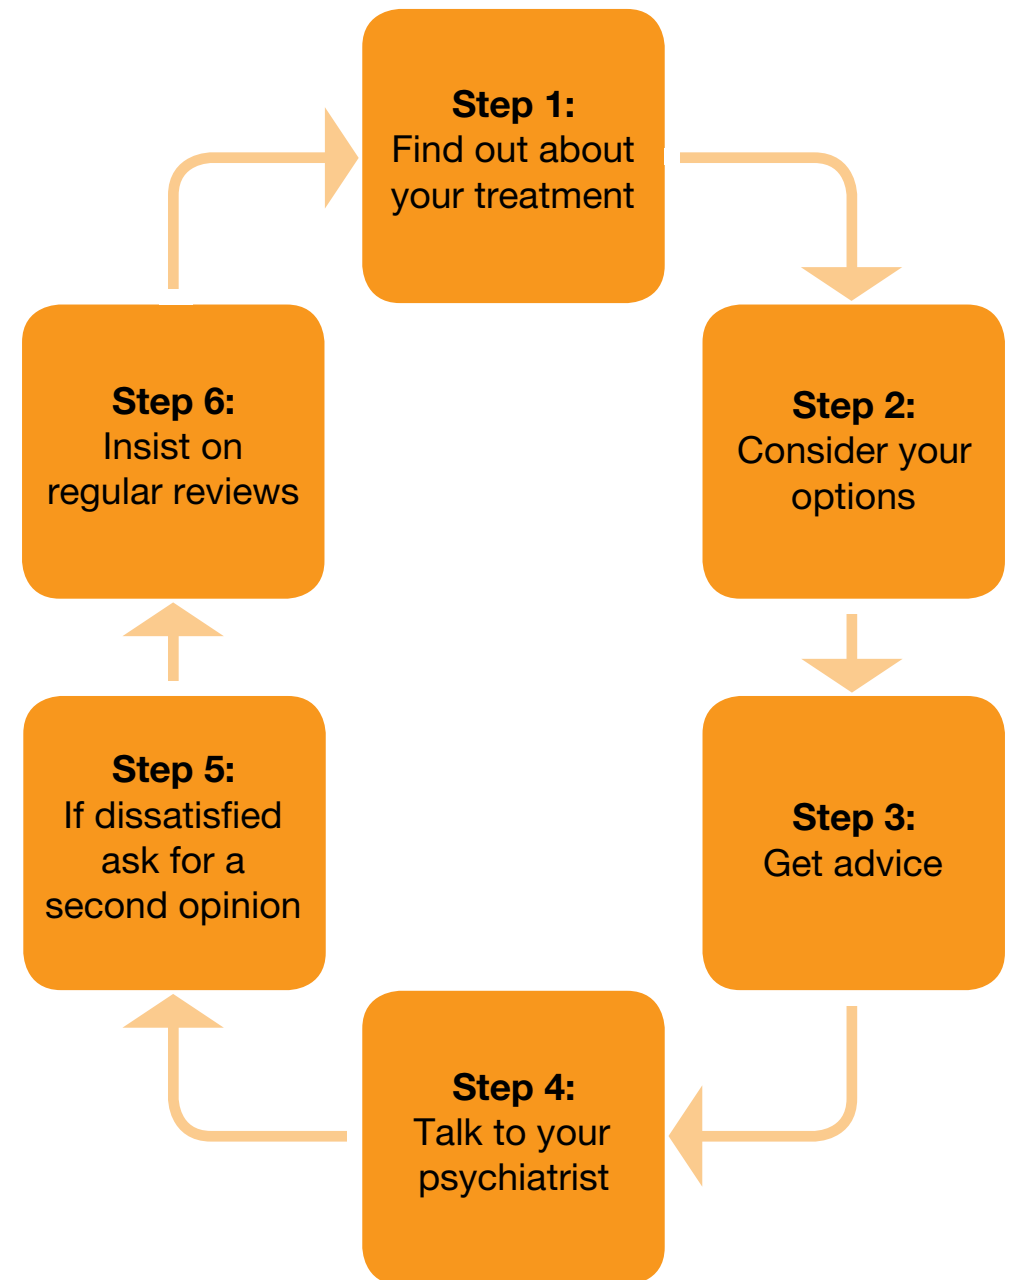 Step 1:
Find out about
your treatment
Step 2:
Consider your
options
Step 3:
Get advice
Step 4:
Talk to your
psychiatrist
Step 5:
If dissatisfied
ask for a
second opinion
Step 6:
Insist on
regular reviews